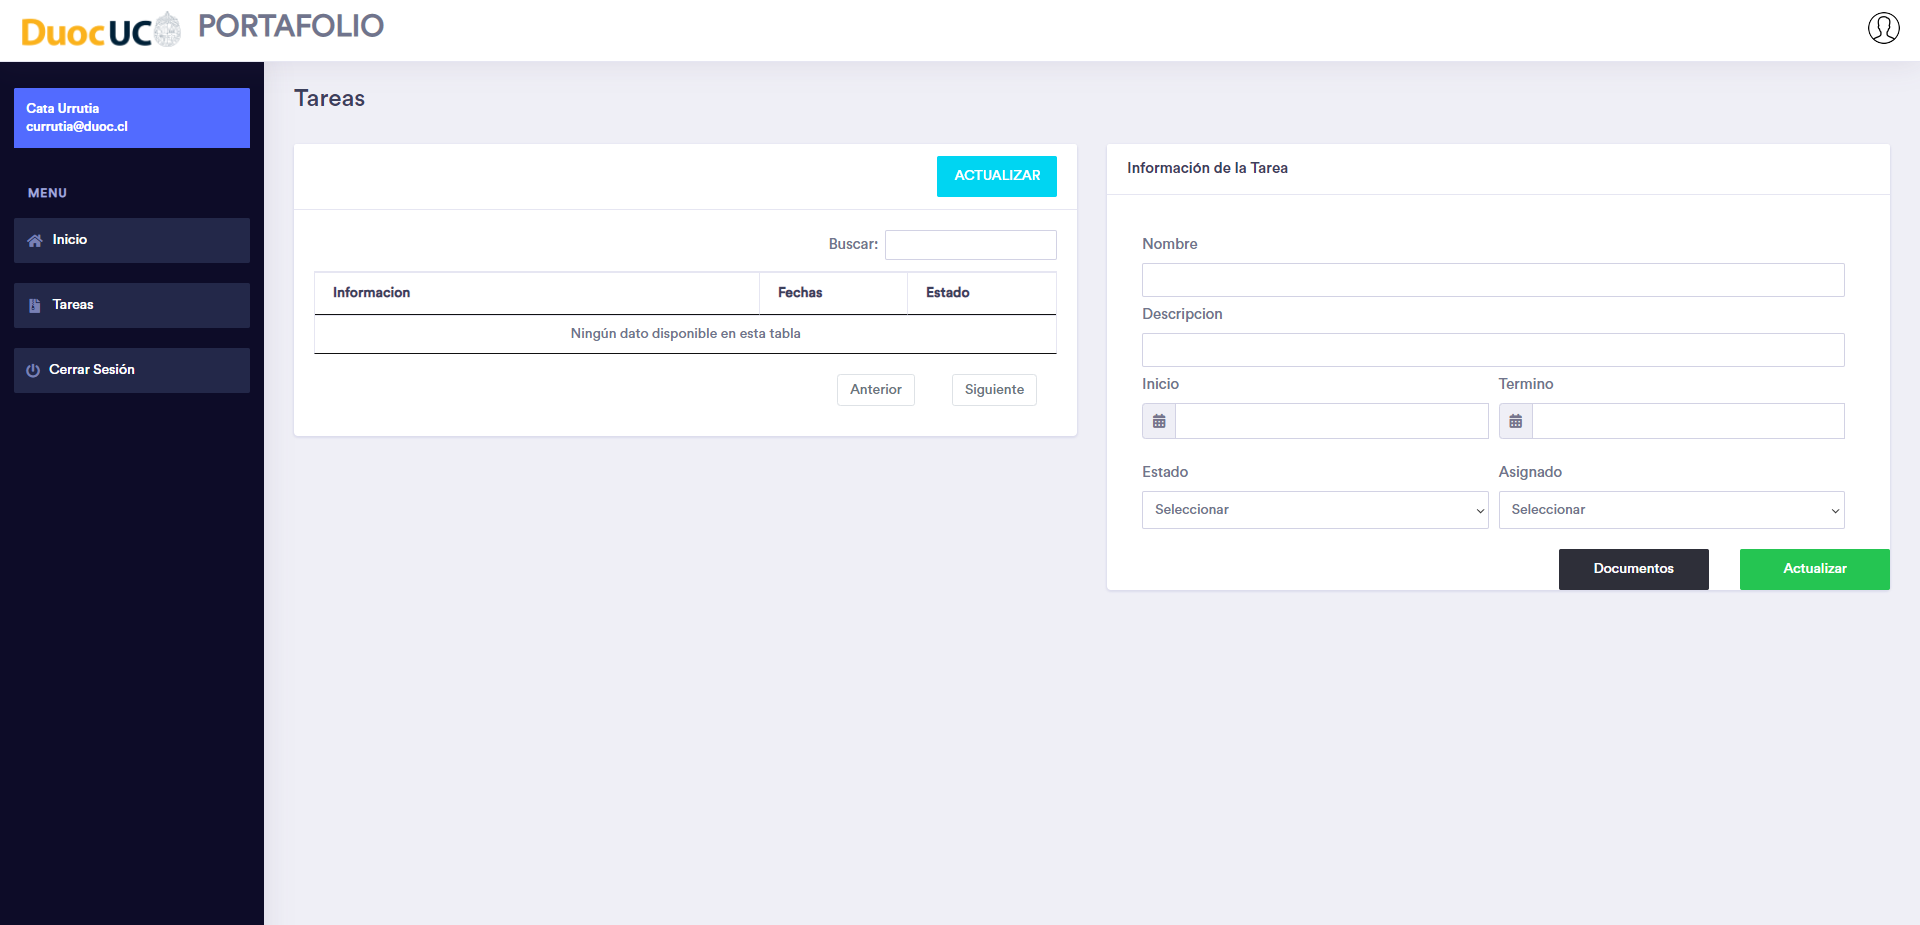 Duoc UC PORTAFOLIO
Cata Urrutia
currutia@duoc.cl
MENU
Inicio
Tareas
Cerrar Sesión
Tareas
ACTUALIZAR
Buscar:
Informacion Fechas Estado
Ningún dato disponible en esta tabla
Anterior Siguiente
Información de la Tarea
Nombre
Descripcion
Inicio Termino
Estado Asignado
Seleccionar Seleccionar
Documentos Actualizar